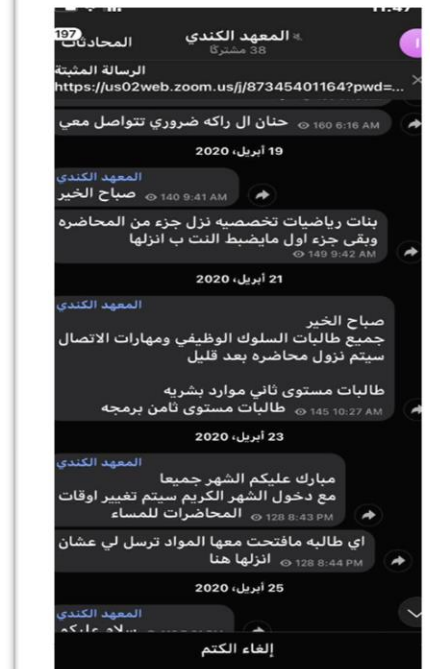 11:47
197
المحادثات
المعهد الكندي
38 مشتركًا
الرسالة المثبتة
https://us02web.zoom.us/j/87345401164?pwd=...
حنان ال راكه ضروري تتواصل معي
160 6:16 AM
19 أبريل، 2020
المعهد الكندي
صباح الخير
140 9:41 AM
بنات رياضيات تخصصيه نزل جزء من المحاضره
وبقى جزء اول مايضبط النت ب انزلها
149 9:42 AM
21 أبريل، 2020
المعهد الكندي
صباح الخير
جميع طالبات السلوك الوظيفي ومهارات الاتصال
سيتم نزول محاضره بعد قليل
طالبات مستوى ثاني موارد بشريه
طالبات مستوى ثامن برمجه
145 10:27 AM
23 أبريل، 2020
المعهد الكندي
مبارك عليكم الشهر جميعا
مع دخول الشهر الكريم سيتم تغيير اوقات
المحاضرات للمساء
128 8:43 PM
اي طالبه مافتحت معها المواد ترسل لي عشان
انزلها هنا
128 8:44 PM
25 أبريل، 2020
المعهد الكندي
سلام عليكم
إلغاء الكتم